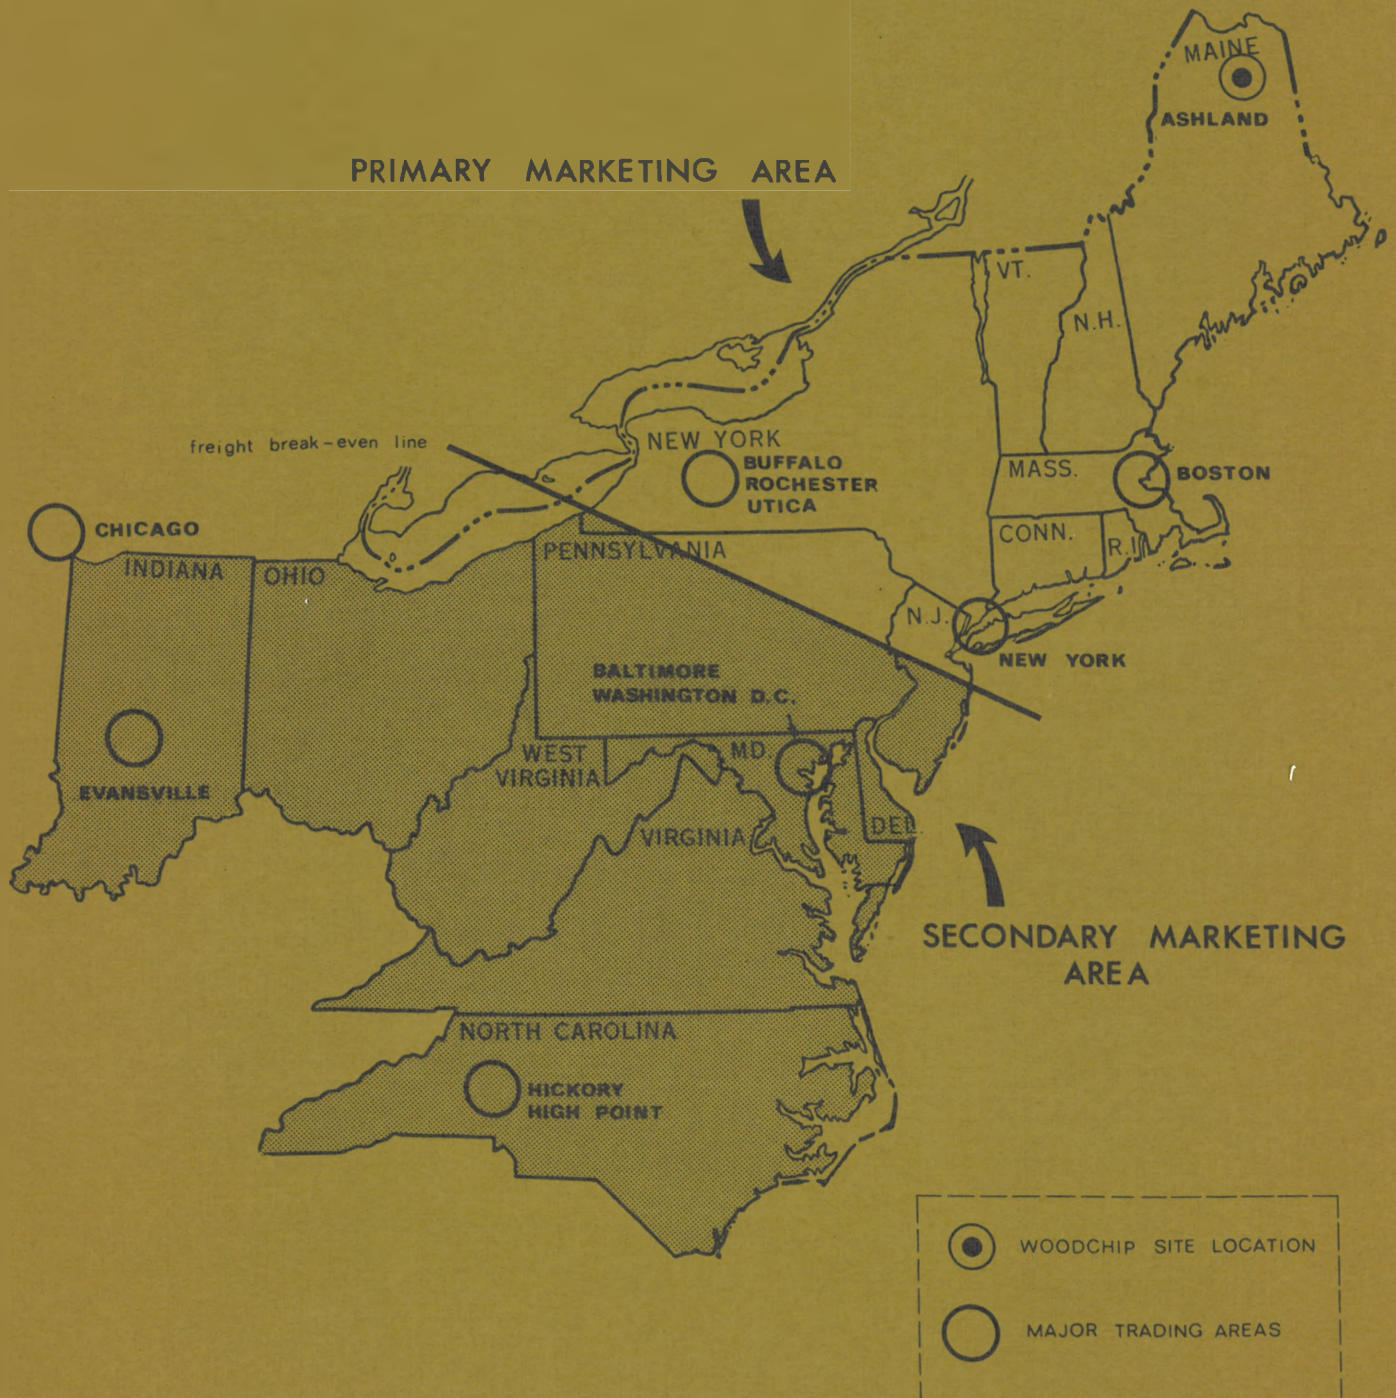 MAINE
ASHLAND
PRIMARY MARKETING AREA
VT.
N.H.
freight break-even line
NEW YORK
BUFFALO
ROCHESTER
UTICA
MASS.
BOSTON
CHICAGO
CONN.
R.I.
PENNSYLVANIA
INDIANA
OHIO
N.J.
NEW YORK
BALTIMORE
WASHINGTON D.C.
WEST
VIRGINIA
MD.
EVANSVILLE
VIRGINIA
DEL.
SECONDARY MARKETING
AREA
NORTH CAROLINA
HICKORY
HIGH POINT
WOODCHIP SITE LOCATION
MAJOR TRADING AREAS